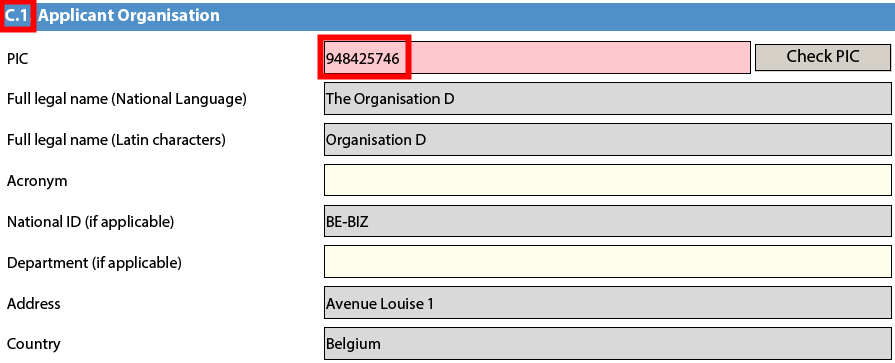 C.1. Applicant Organisation
PIC 948425746 Check PIC
Full legal name (National Language) The Organisation D
Full legal name (Latin characters) Organisation D
Acronym
National ID (if applicable) BE-BIZ
Department (if applicable)
Address Avenue Louise 1
Country Belgium